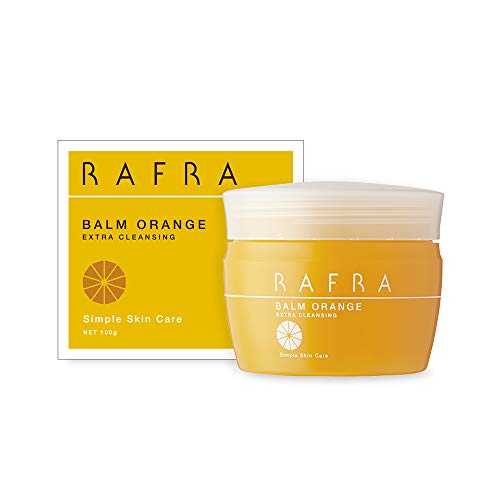 RAFRA
BALM ORANGE
EXTRA CLEANSING
Simple Skin Care
NET 100g
RAFRA
BALM ORANGE
EXTRA CLEANSING
Simple Skin Care